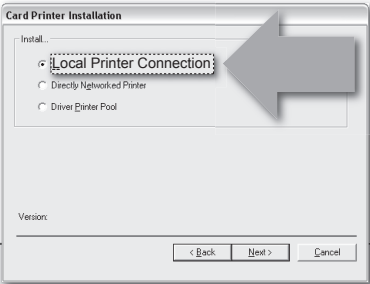 Card Printer Installation
Install...
Local Printer Connection
Directly Networked Printer
Driver Printer Pool
Version:
< Back
Next >
Cancel